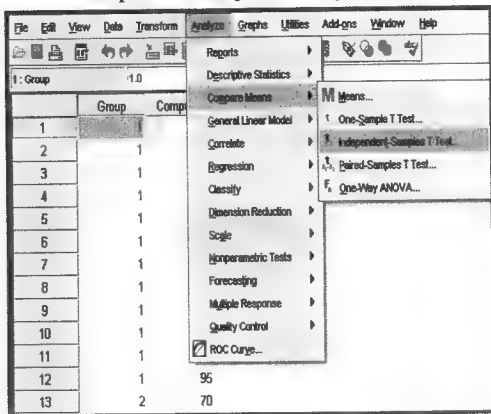 File Edit View Data Transform Analyze Graphs Utilities Add-ons Window Help
1 : Group 1.0
Group Comp
1 1
2 1
3 1
4 1
5 1
6 1
7 1
8 1
9 1
10 1
11 1
12 1 95
13 2 70
Reports
Descriptive Statistics
Compare Means
General Linear Model
Correlate
Regression
Classify
Dimension Reduction
Scale
Nonparametric Tests
Forecasting
Multiple Response
Quality Control
ROC Curve...
M Means...
t One-Sample T Test...
Independent-Samples T Test...
Paired-Samples T Test...
One-Way ANOVA...